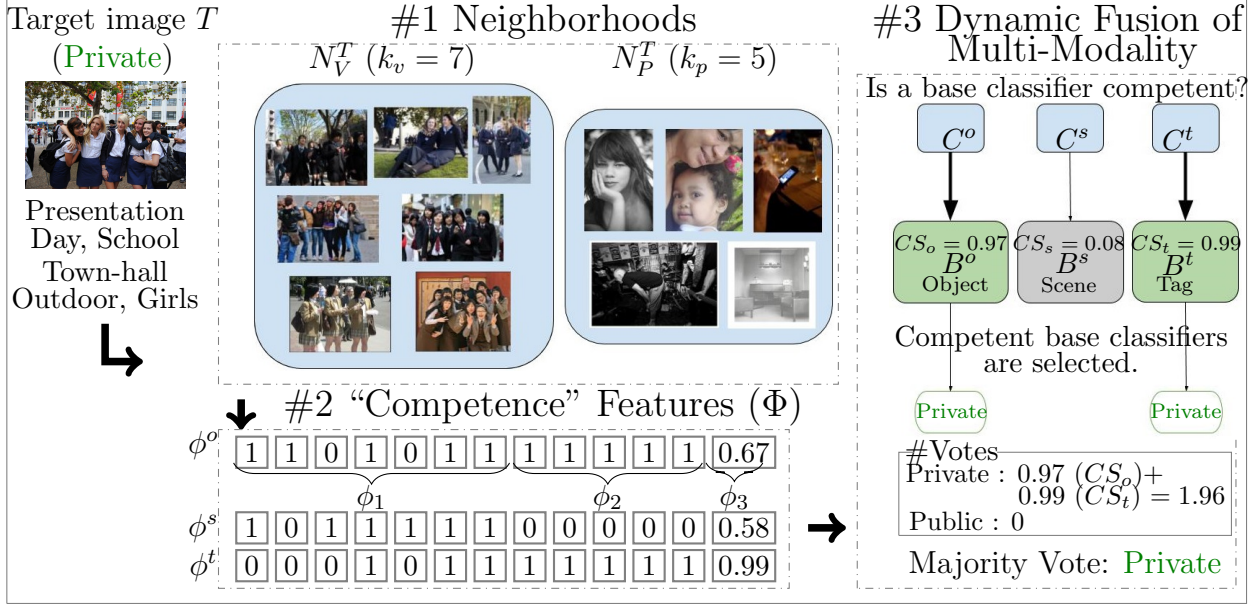 Target image T
(Private)
Presentation
Day, School
Town-hall
Outdoor, Girls
#1 Neighborhoods
N_V^T (k_v = 7)
N_P^T (k_p = 5)
#2 “Competence” Features (Φ)
ϕ^o 1 1 0 1 0 1 1 1 1 1 1 1 0.67
ϕ_1 ϕ_2 ϕ_3
ϕ^s 1 0 1 1 1 1 1 0 0 0 0 0 0.58
ϕ^t 0 0 0 1 0 1 1 1 1 1 1 1 0.99
#3 Dynamic Fusion of
Multi-Modality
Is a base classifier competent?
C^o C^s C^t
CS_o = 0.97 CS_s = 0.08 CS_t = 0.99
B^o B^s B^t
Object Scene Tag
Competent base classifiers
are selected.
Private Private
#Votes
Private : 0.97 (CS_o)+
0.99 (CS_t) = 1.96
Public : 0
Majority Vote: Private